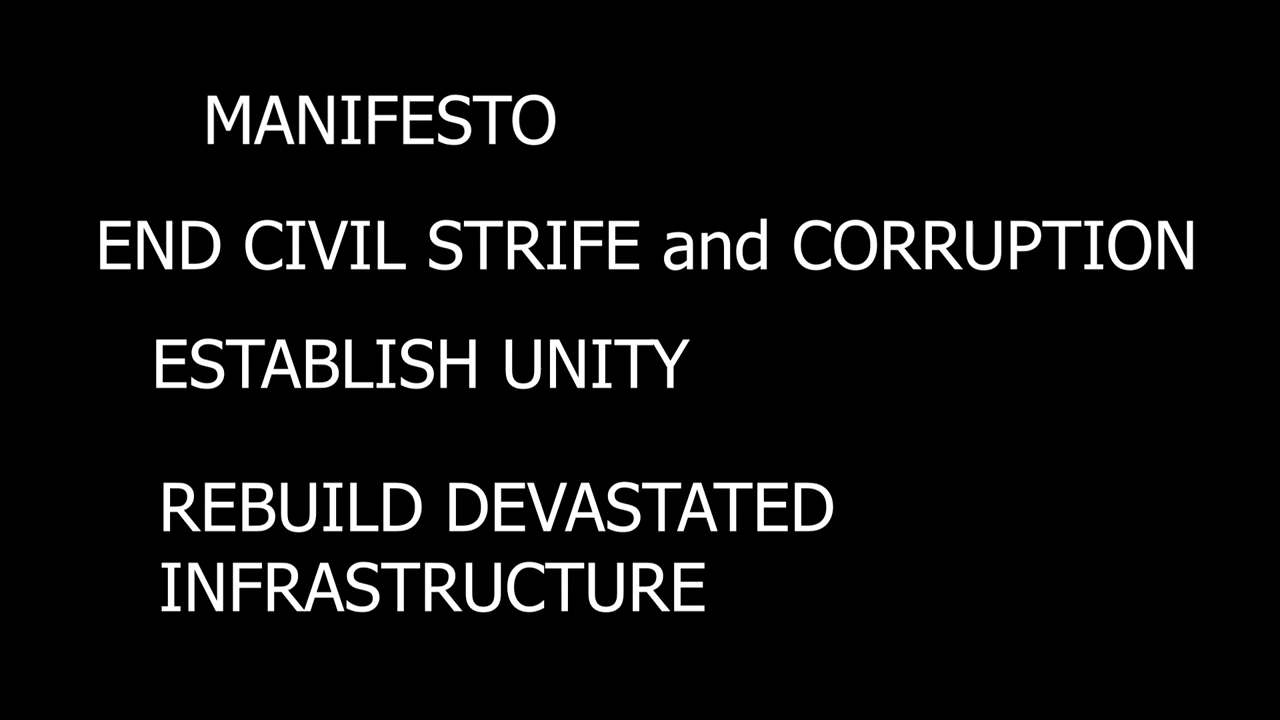 MANIFESTO
END CIVIL STRIFE and CORRUPTION
ESTABLISH UNITY
REBUILD DEVASTATED
INFRASTRUCTURE